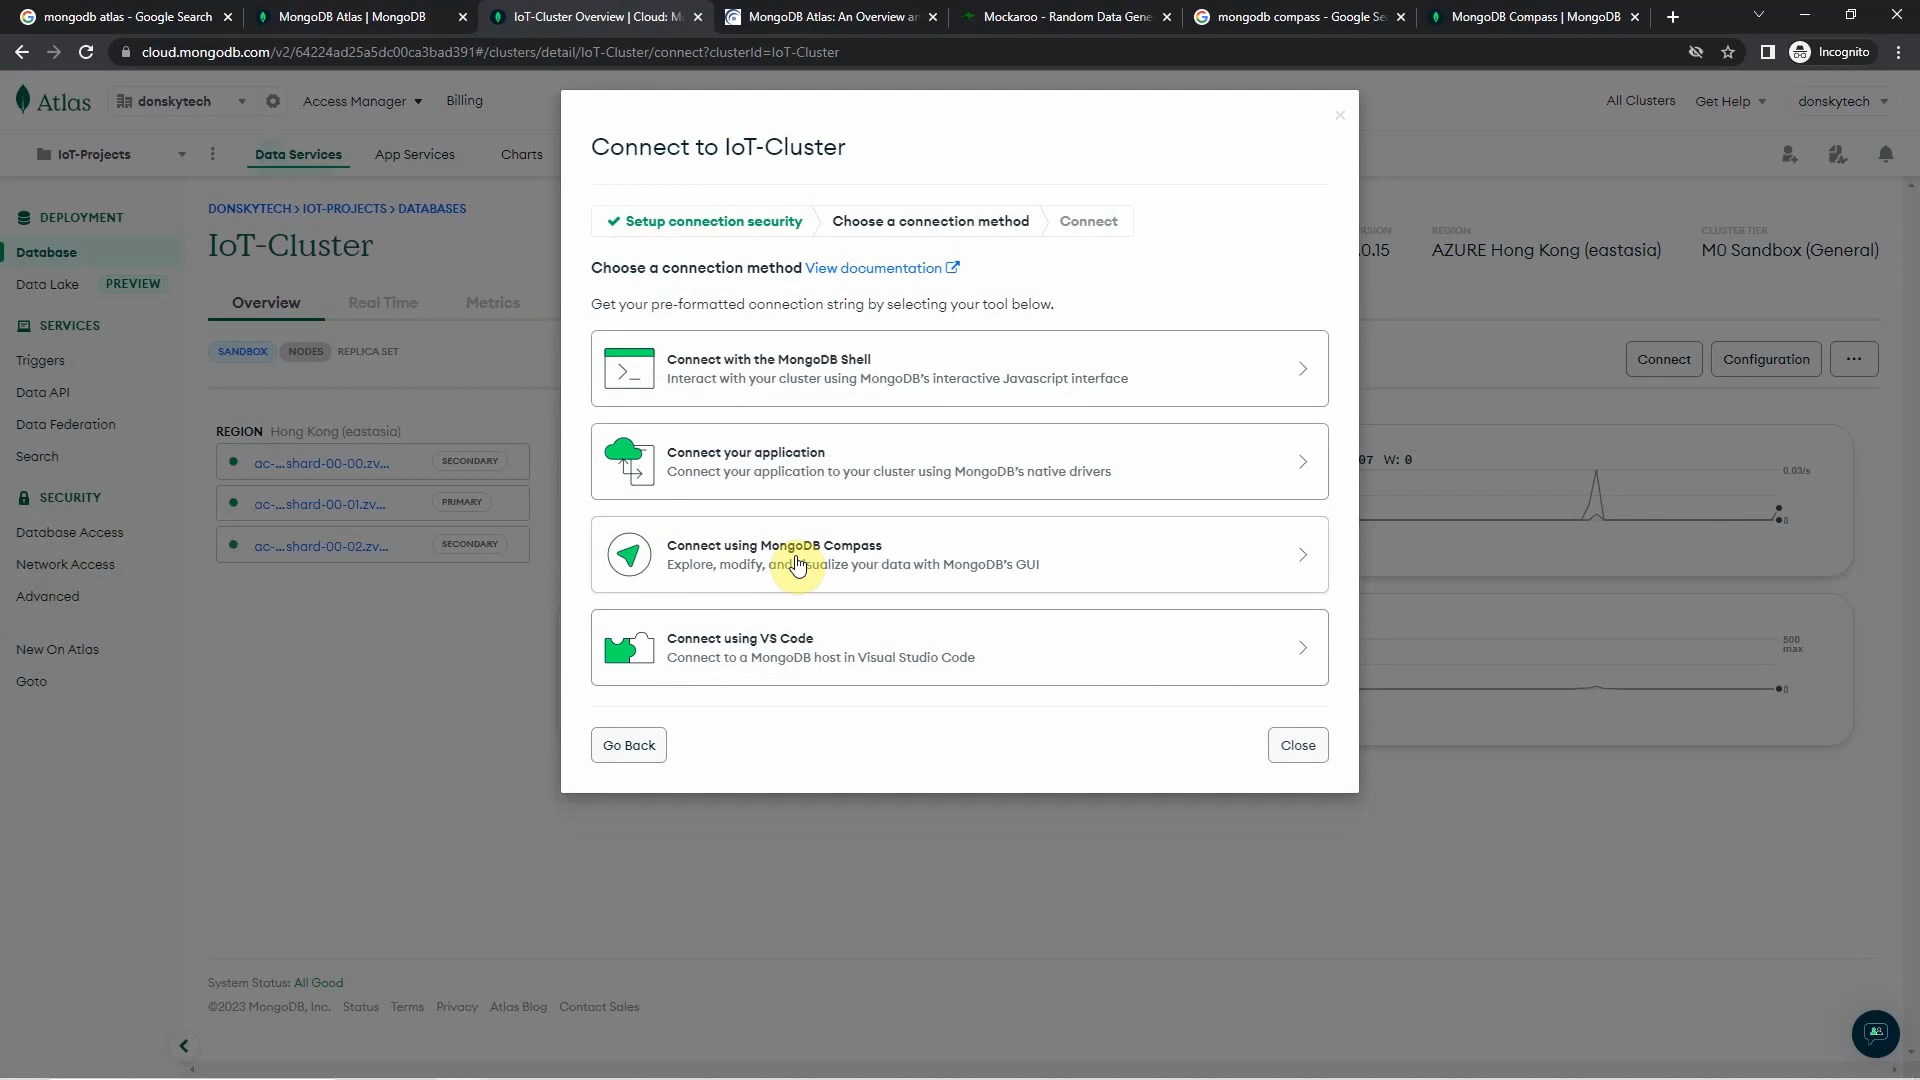 mongodb atlas - Google Search
MongoDB Atlas | MongoDB
IoT-Cluster Overview | Cloud: M
MongoDB Atlas: An Overview an
Mockaroo - Random Data Gene
mongodb compass - Google Se
MongoDB Compass | MongoDB
cloud.mongodb.com/v2/64224ad25a5dc00ca3bad391#/clusters/detail/IoT-Cluster/connect?clusterId=IoT-Cluster
Incognito
Atlas
donskytech
Access Manager
Billing
All Clusters
Get Help
donskytech
IoT-Projects
Data Services
App Services
Charts
DEPLOYMENT
Database
Data Lake
PREVIEW
SERVICES
Triggers
Data API
Data Federation
Search
SECURITY
Database Access
Network Access
Advanced
New On Atlas
Goto
DONSKYTECH > IOT-PROJECTS > DATABASES
IoT-Cluster
Overview
Real Time
Metrics
SANDBOX
NODES
REPLICA SET
REGION Hong Kong (eastasia)
ac-...shard-00-00.zv...
SECONDARY
ac-...shard-00-01.zv...
PRIMARY
ac-...shard-00-02.zv...
SECONDARY
Connect to IoT-Cluster
Setup connection security
Choose a connection method
Connect
Choose a connection method View documentation
Get your pre-formatted connection string by selecting your tool below.
Connect with the MongoDB Shell
Interact with your cluster using MongoDB's interactive Javascript interface
Connect your application
Connect your application to your cluster using MongoDB's native drivers
Connect using MongoDB Compass
Explore, modify, and visualize your data with MongoDB's GUI
Connect using VS Code
Connect to a MongoDB host in Visual Studio Code
Go Back
Close
RSION
.0.15
REGION
AZURE Hong Kong (eastasia)
CLUSTER TIER
M0 Sandbox (General)
Connect
Configuration
07 W: 0
0.03/s
0
500
max
0
System Status: All Good
©2023 MongoDB, Inc.
Status
Terms
Privacy
Atlas Blog
Contact Sales